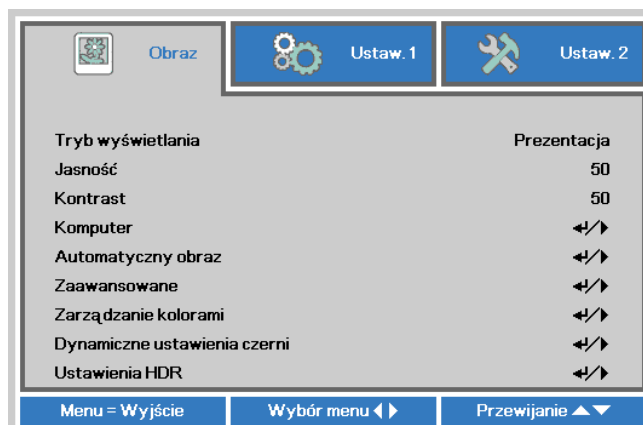 Obraz Ustaw. 1 Ustaw. 2
Tryb wyświetlania Prezentacja
Jasność 50
Kontrast 50
Komputer ↵/▶
Automatyczny obraz ↵/▶
Zaawansowane ↵/▶
Zarządzanie kolorami ↵/▶
Dynamiczne ustawienia czerni ↵/▶
Ustawienia HDR ↵/▶
Menu = Wyjście Wybór menu ◀▶ Przewijanie ▲▼